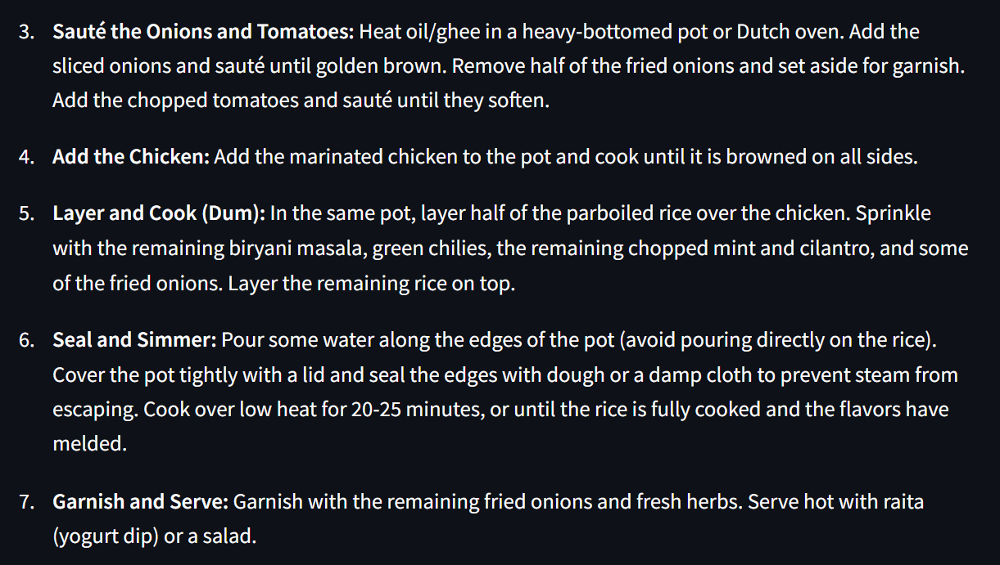 3. Sauté the Onions and Tomatoes: Heat oil/ghee in a heavy-bottomed pot or Dutch oven. Add the
sliced onions and sauté until golden brown. Remove half of the fried onions and set aside for garnish.
Add the chopped tomatoes and sauté until they soften.
4. Add the Chicken: Add the marinated chicken to the pot and cook until it is browned on all sides.
5. Layer and Cook (Dum): In the same pot, layer half of the parboiled rice over the chicken. Sprinkle
with the remaining biryani masala, green chilies, the remaining chopped mint and cilantro, and some
of the fried onions. Layer the remaining rice on top.
6. Seal and Simmer: Pour some water along the edges of the pot (avoid pouring directly on the rice).
Cover the pot tightly with a lid and seal the edges with dough or a damp cloth to prevent steam from
escaping. Cook over low heat for 20-25 minutes, or until the rice is fully cooked and the flavors have
melded.
7. Garnish and Serve: Garnish with the remaining fried onions and fresh herbs. Serve hot with raita
(yogurt dip) or a salad.